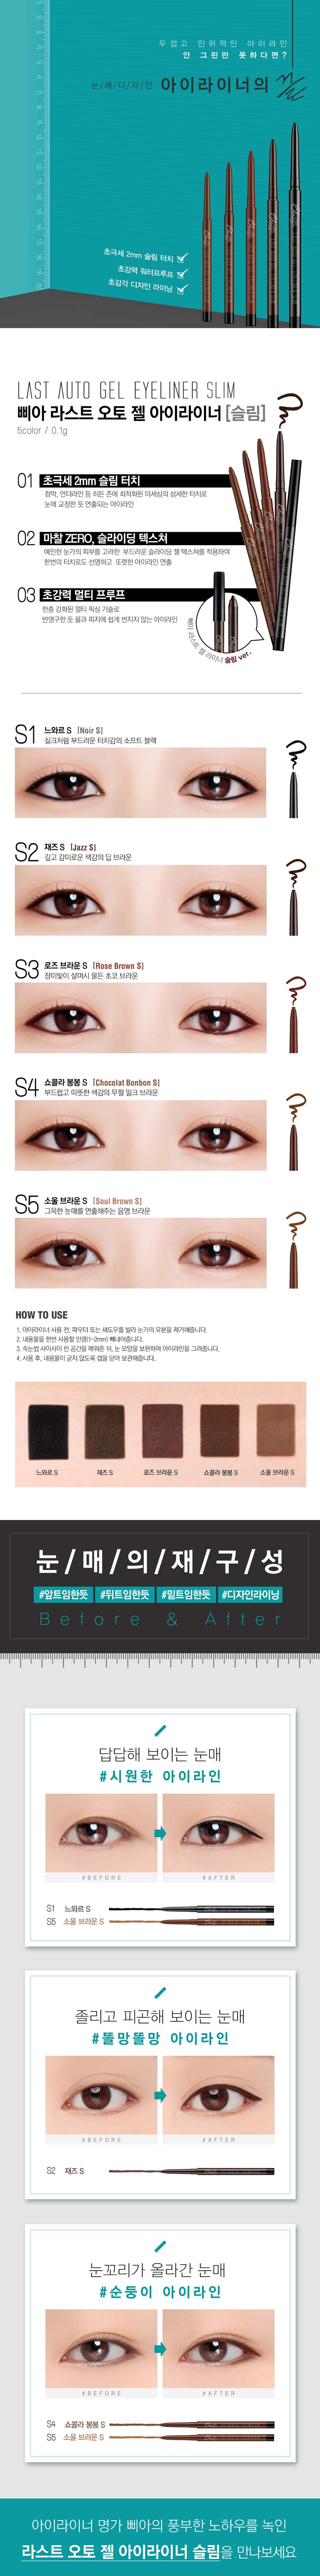 두껍고 인위적인 아이라인
안 그린만 못하다면?
눈/매/디/자/인 아이라이너의
초극세 2mm 슬림 터치
초강력 워터프루프
초감각 디자인 라이닝
LAST AUTO GEL EYELINER SLIM
삐아 라스트 오토 젤 아이라이너 [슬림]
5color / 0.1g
01 초극세 2mm 슬림 터치
점막, 언더라인 등 히든 존에 최적화된 미세심의 섬세한 터치로
눈매 교정한 듯 연출되는 아이라인
02 마찰 ZERO, 슬라이딩 텍스쳐
예민한 눈가의 피부를 고려한 부드러운 슬라이딩 젤 텍스쳐를 적용하여
한번의 터치로도 선명하고 또렷한 아이라인 연출
03 초강력 멀티 프루프
한층 강화된 멀티 픽싱 기술로
반영구한 듯 물과 피지에 쉽게 번지지 않는 아이라인
삐아 라스트 젤 라이너 슬림 ver.
S1 느와르 S [Noir S]
실크처럼 부드러운 터치감의 소프트 블랙
S2 재즈 S [Jazz S]
깊고 감미로운 색감의 딥 브라운
S3 로즈 브라운 S [Rose Brown S]
장미빛이 살며시 물든 초코 브라운
S4 쇼콜라 봉봉 S [Chocolat Bonbon S]
부드럽고 따뜻한 색감의 무펄 밀크 브라운
S5 소울 브라운 S [Soul Brown S]
그윽한 눈매를 연출해주는 음영 브라운
HOW TO USE
1. 아이라이너 사용 전, 파우더 또는 섀도우를 발라 눈가의 유분을 제거해줍니다.
2. 내용물을 한번 사용할 만큼(1~2mm) 빼내어줍니다.
3. 속눈썹 사이사이 빈 공간을 메워준 뒤, 눈 모양을 보완하여 아이라인을 그려줍니다.
4. 사용 후, 내용물이 굳지 않도록 캡을 닫아 보관해줍니다.
느와르 S 재즈 S 로즈 브라운 S 쇼콜라 봉봉 S 소울 브라운 S
눈/매/의/재/구/성
#앞트임한듯 #뒤트임한듯 #밑트임한듯 #디자인라이닝
Before & After
답답해 보이는 눈매
#시원한 아이라인
#BEFORE #AFTER
S1 느와르 S
S5 소울 브라운 S
졸리고 피곤해 보이는 눈매
#똘망똘망 아이라인
#BEFORE #AFTER
S2 재즈 S
눈꼬리가 올라간 눈매
#순둥이 아이라인
#BEFORE #AFTER
S4 쇼콜라 봉봉 S
S5 소울 브라운 S
아이라이너 명가 삐아의 풍부한 노하우를 녹인
라스트 오토 젤 아이라이너 슬림을 만나보세요